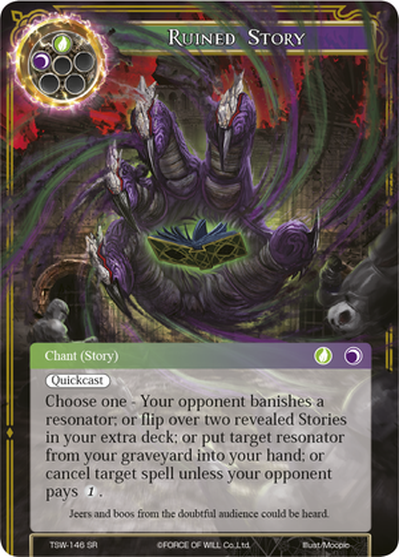 Ruined Story
Chant (Story)
Quickcast
Choose one - Your opponent banishes a
resonator; or flip over two revealed Stories
in your extra deck; or put target resonator
from your graveyard into your hand; or
cancel target spell unless your opponent
pays 1 .
Jeers and boos from the doubtful audience could be heard.
TSW-146 SR
©FORCE OF WILL Co.,Ltd.
Illust/Moopic